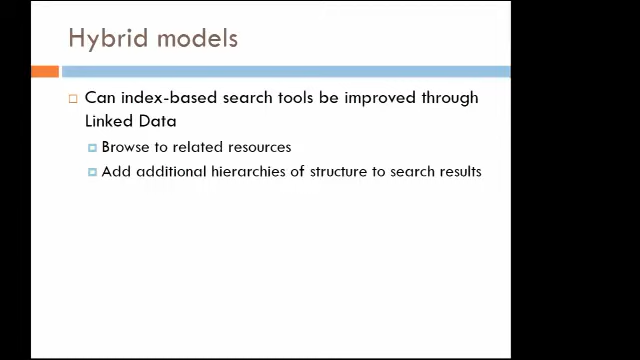 Hybrid models
Can index-based search tools be improved through
Linked Data
Browse to related resources
Add additional hierarchies of structure to search results